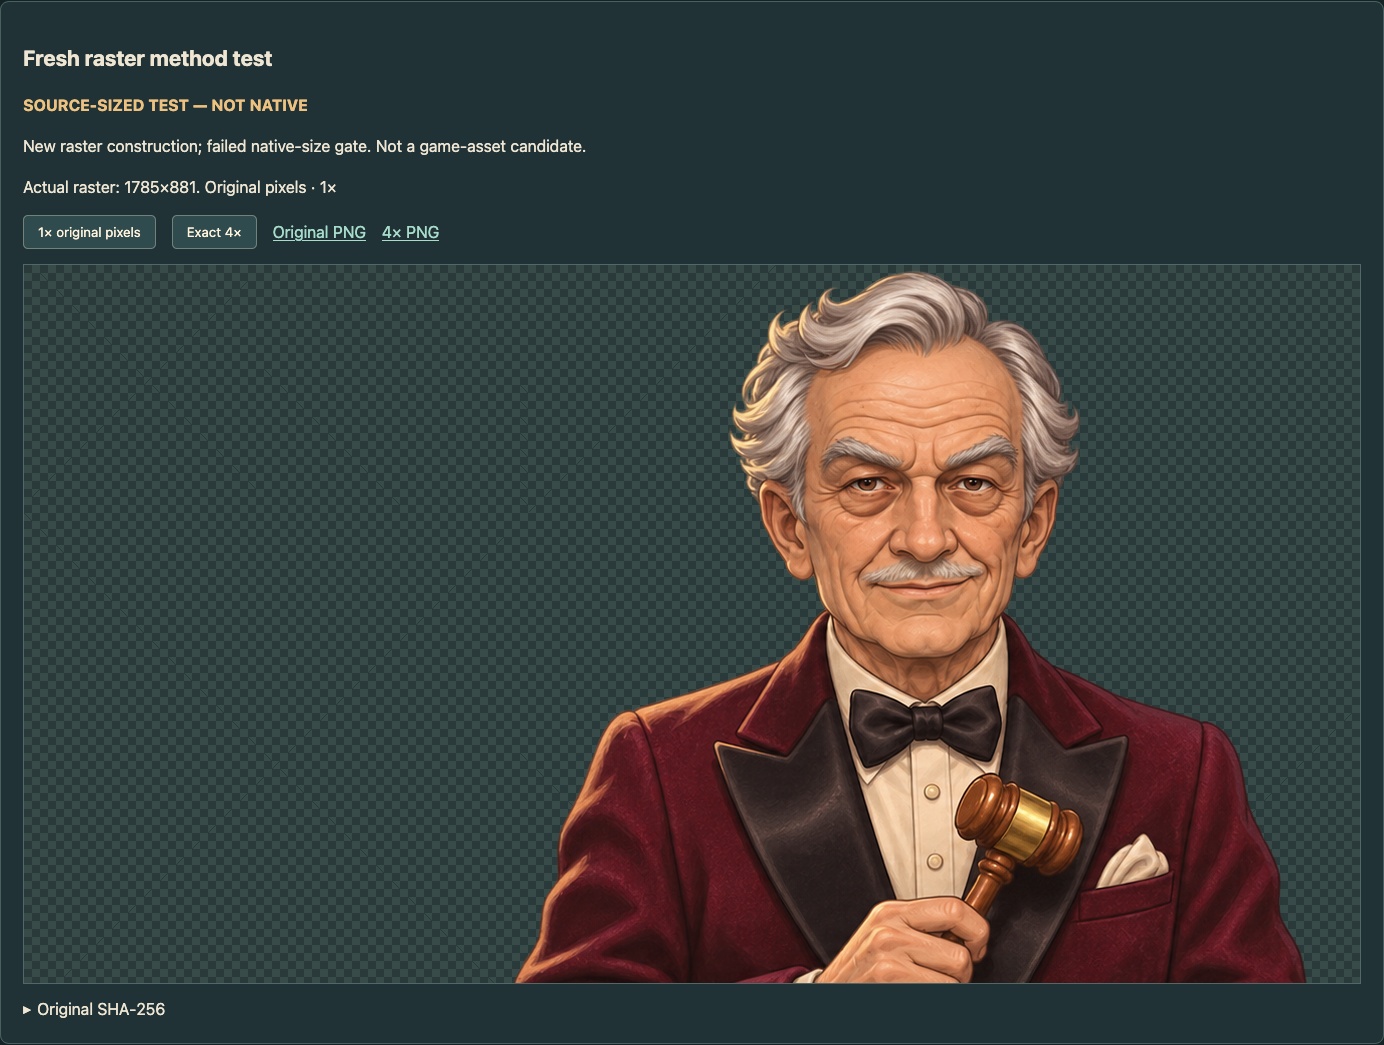 Fresh raster method test
SOURCE-SIZED TEST — NOT NATIVE
New raster construction; failed native-size gate. Not a game-asset candidate.
Actual raster: 1785×881. Original pixels · 1×
1× original pixels Exact 4× Original PNG 4× PNG
▸ Original SHA-256